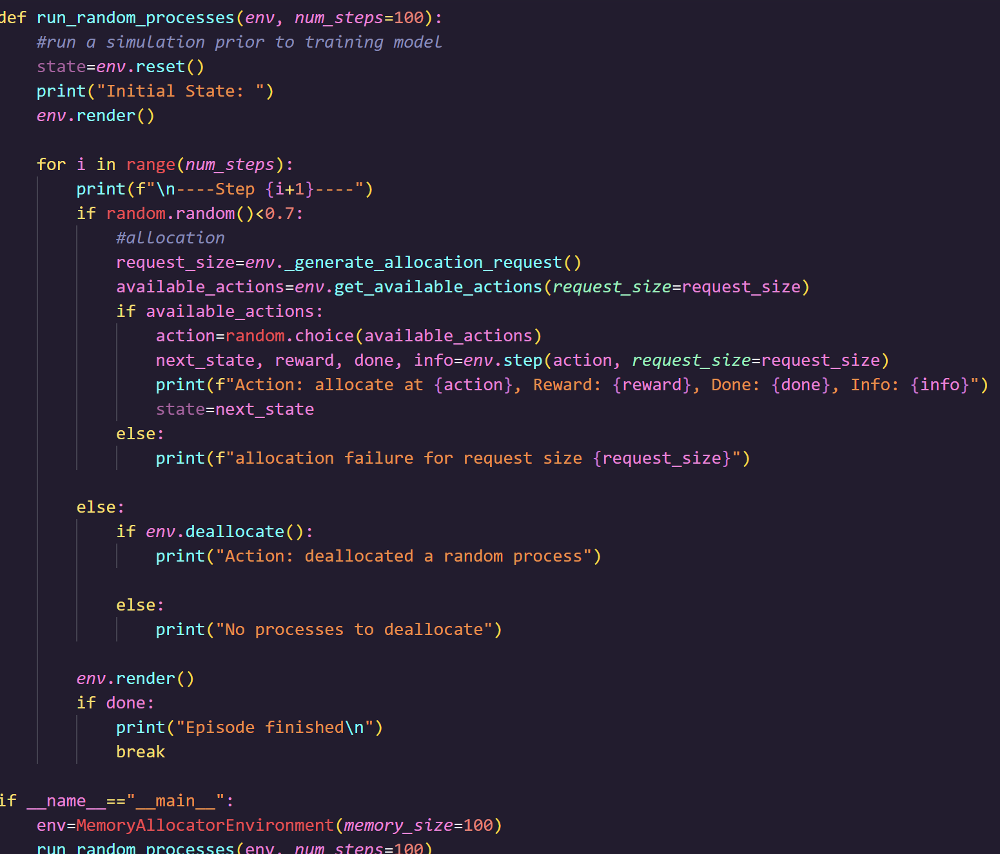 def run_random_processes(env, num_steps=100):
    #run a simulation prior to training model
    state=env.reset()
    print("Initial State: ")
    env.render()

    for i in range(num_steps):
        print(f"\n----Step {i+1}----")
        if random.random()<0.7:
            #allocation
            request_size=env._generate_allocation_request()
            available_actions=env.get_available_actions(request_size=request_size)
            if available_actions:
                action=random.choice(available_actions)
                next_state, reward, done, info=env.step(action, request_size=request_size)
                print(f"Action: allocate at {action}, Reward: {reward}, Done: {done}, Info: {info}")
                state=next_state
            else:
                print(f"allocation failure for request size {request_size}")

        else:
            if env.deallocate():
                print("Action: deallocated a random process")

            else:
                print("No processes to deallocate")

        env.render()
        if done:
            print("Episode finished\n")
            break

if __name__=="__main__":
    env=MemoryAllocatorEnvironment(memory_size=100)
    run_random_processes(env, num_steps=100)